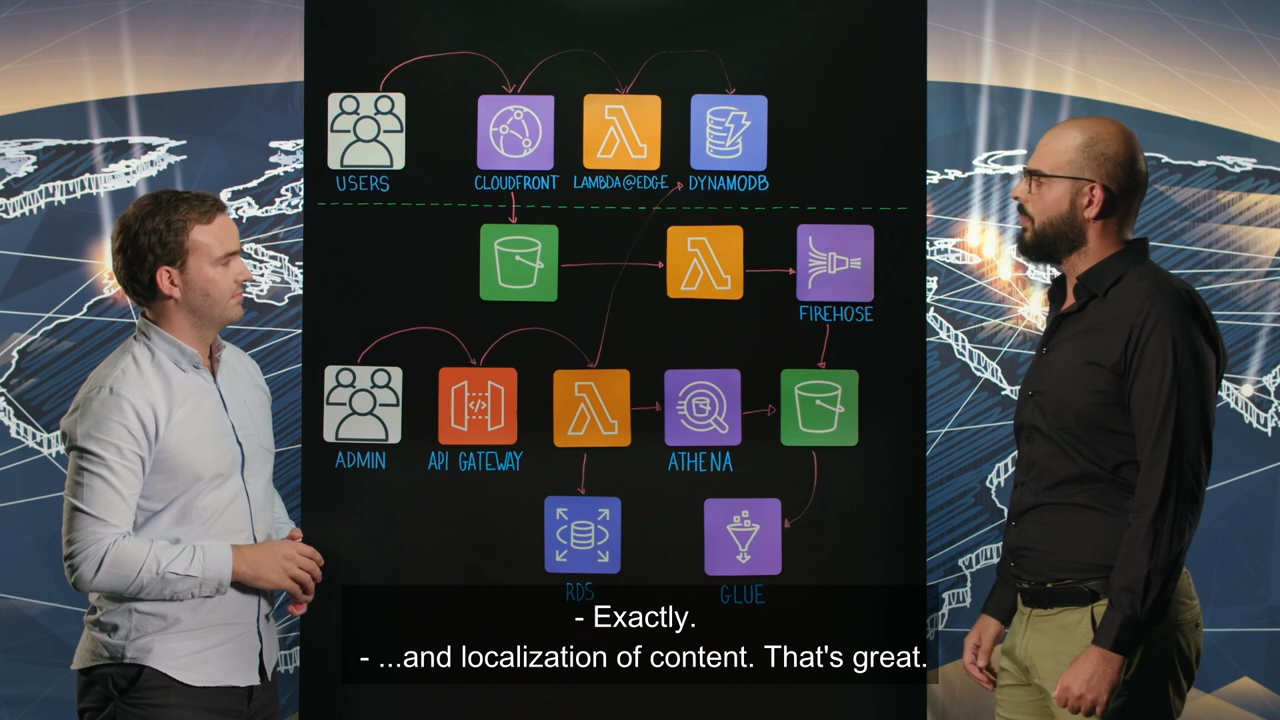 USERS
CLOUDFRONT
LAMBDA@EDGE
DYNAMODB
FIREHOSE
</>
ADMIN
API GATEWAY
ATHENA
RDS
GLUE
- Exactly.
- ...and localization of content. That's great.